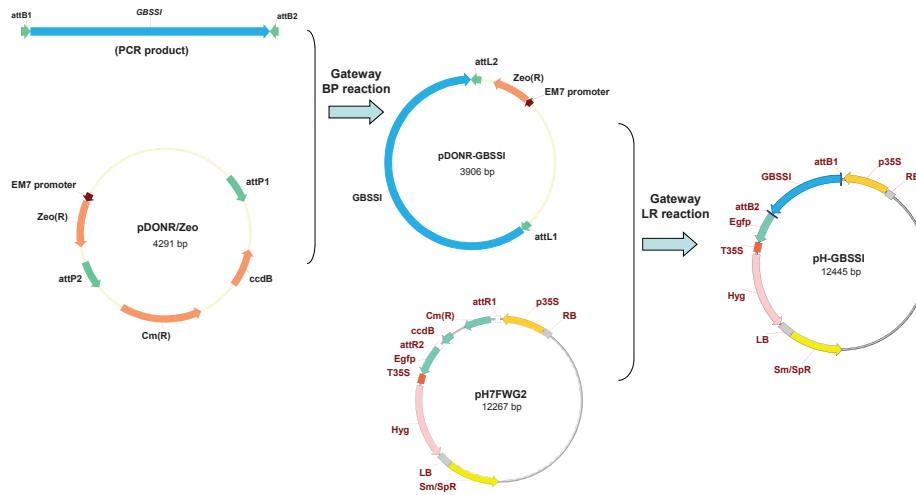 attB1
GBSSI
attB2
(PCR product)
Gateway
BP reaction
attL2
Zeo(R)
EM7 promoter
pDONR-GBSSI
3906 bp
GBSSI
attL1
EM7 promoter
attP1
Zeo(R)
pDONR/Zeo
4291 bp
attP2
ccdB
Cm(R)
Gateway
LR reaction
attB1
p35S
GBSSI
RB
attB2
Egfp
T35S
pH-GBSSI
12445 bp
Hyg
LB
Sm/SpR
attR1
p35S
Cm(R)
RB
ccdB
attR2
Egfp
T35S
pH7FWG2
12267 bp
Hyg
LB
Sm/SpR